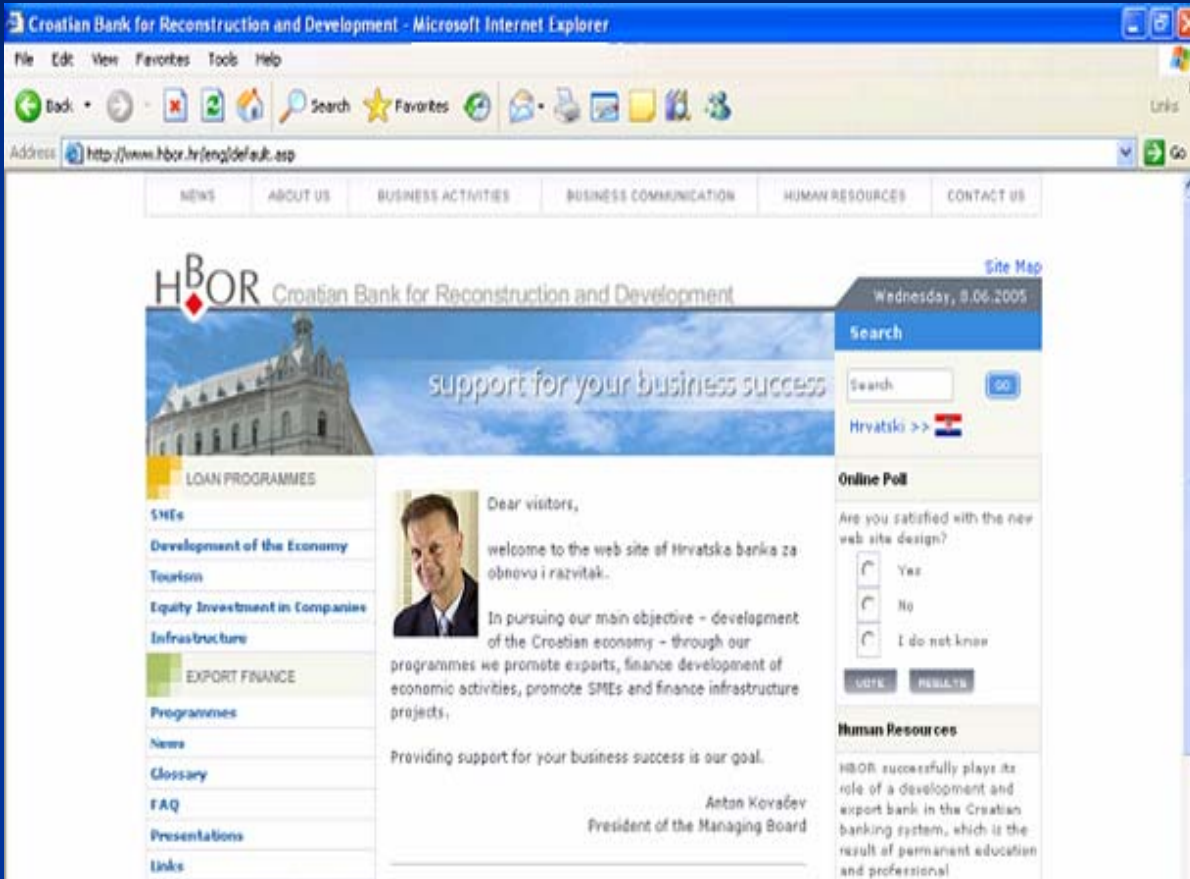 Croatian Bank for Reconstruction and Development - Microsoft Internet Explorer
File Edit View Favorites Tools Help
Back Search Favorites Links
Address http://www.hbor.hr/eng/default.asp Go
NEWS ABOUT US BUSINESS ACTIVITIES BUSINESS COMMUNICATION HUMAN RESOURCES CONTACT US
Site Map
HBOR Croatian Bank for Reconstruction and Development
Wednesday, 8.06.2005
support for your business success
Search
Search GO
Hrvatski >>
LOAN PROGRAMMES
SMEs
Development of the Economy
Tourism
Equity Investment in Companies
Infrastructure
EXPORT FINANCE
Programmes
News
Glossary
FAQ
Presentations
Links
Dear visitors,
welcome to the web site of Hrvatska banka za
obnovu i razvitak.
In pursuing our main objective – development
of the Croatian economy – through our
programmes we promote exports, finance development of
economic activities, promote SMEs and finance infrastructure
projects.
Providing support for your business success is our goal.
Anton Kovačev
President of the Managing Board
Online Poll
Are you satisfied with the new
web site design?
Yes
No
I do not know
VOTE RESULTS
Human Resources
HBOR successfully plays its
role of a development and
export bank in the Croatian
banking system, which is the
result of permanent education
and professional